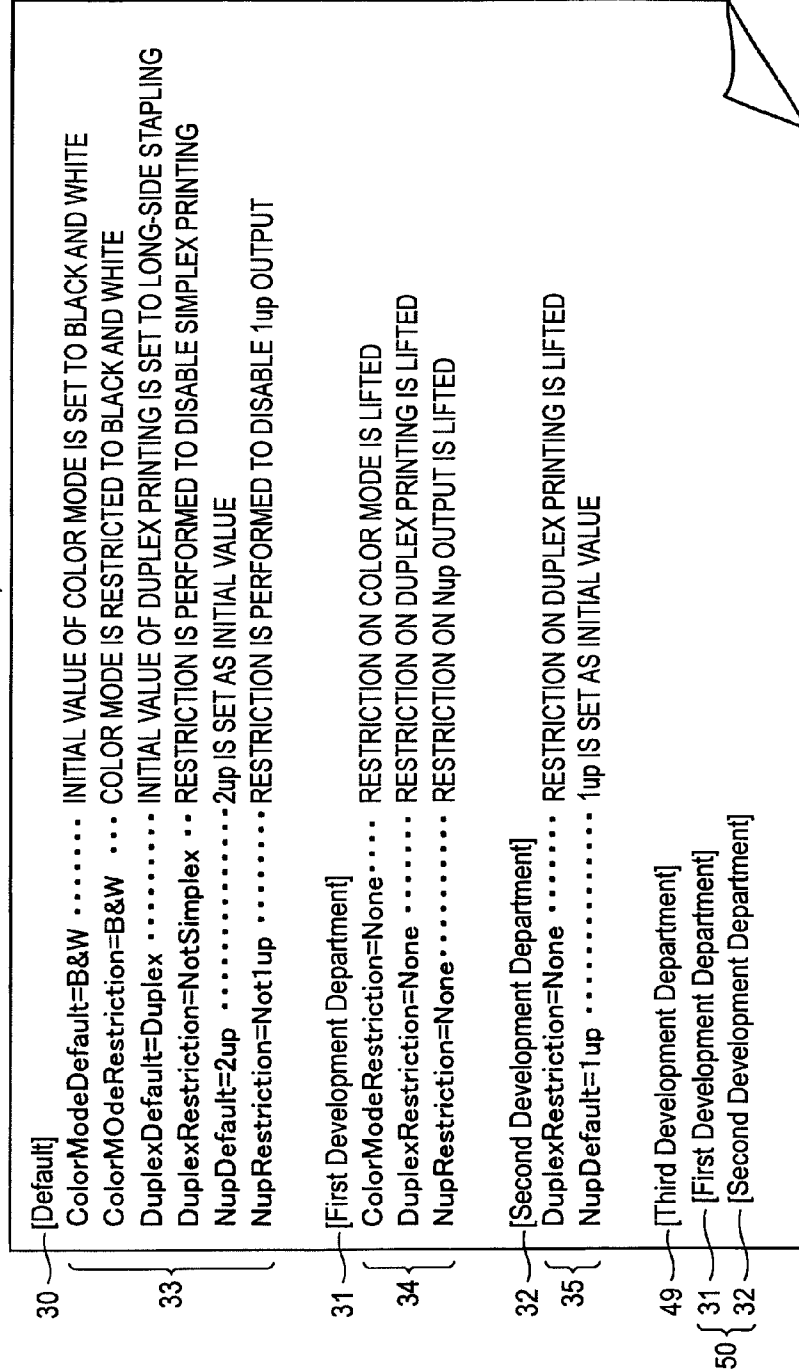 30 [Default]
ColorModeDefault=B&W ········ INITIAL VALUE OF COLOR MODE IS SET TO BLACK AND WHITE
ColorMOdeRestriction=B&W ··· COLOR MODE IS RESTRICTED TO BLACK AND WHITE
DuplexDefault=Duplex ········· INITIAL VALUE OF DUPLEX PRINTING IS SET TO LONG-SIDE STAPLING
33 DuplexRestriction=NotSimplex ·· RESTRICTION IS PERFORMED TO DISABLE SIMPLEX PRINTING
NupDefault=2up ··············· 2up IS SET AS INITIAL VALUE
NupRestriction=Not1up ········ RESTRICTION IS PERFORMED TO DISABLE 1up OUTPUT
31 [First Development Department]
ColorModeRestriction=None ···· RESTRICTION ON COLOR MODE IS LIFTED
34 DuplexRestriction=None ······· RESTRICTION ON DUPLEX PRINTING IS LIFTED
NupRestriction=None ·········· RESTRICTION ON Nup OUTPUT IS LIFTED
32 [Second Development Department]
35 DuplexRestriction=None ········ RESTRICTION ON DUPLEX PRINTING IS LIFTED
NupDefault=1up ··············· 1up IS SET AS INITIAL VALUE
49 [Third Development Department]
50 31 [First Development Department]
32 [Second Development Department]